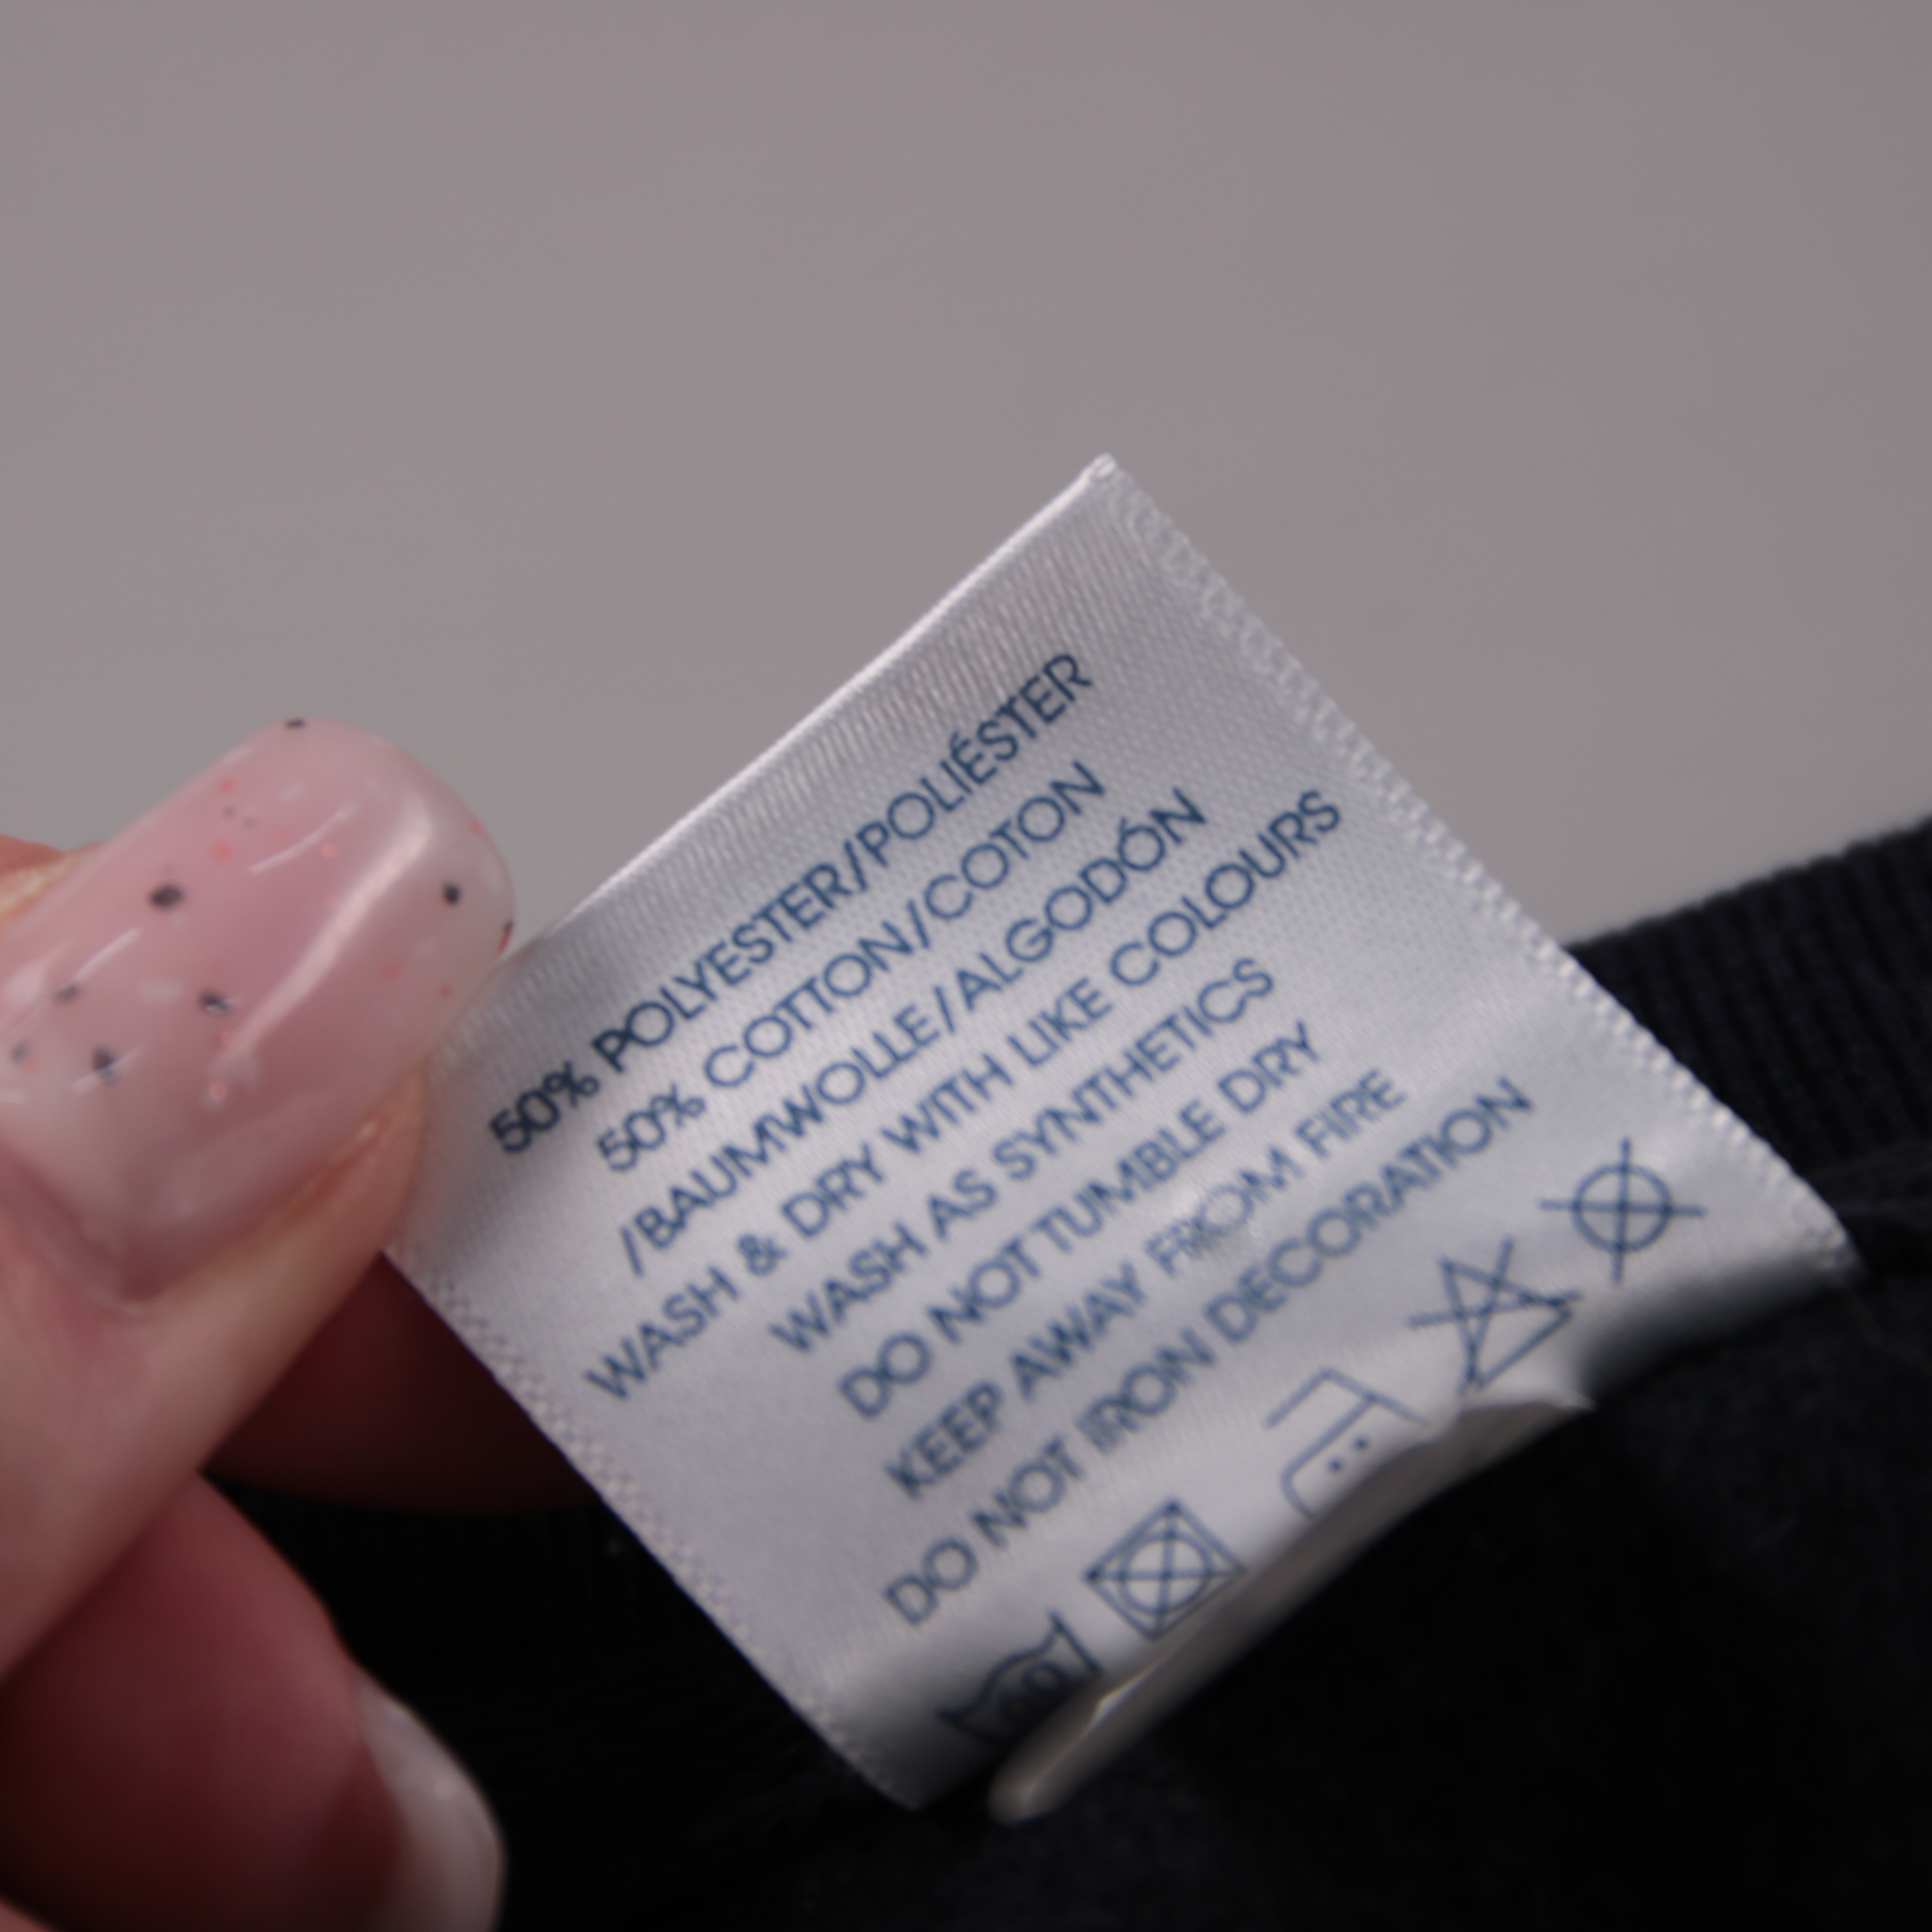 50% POLYESTER/POLIÉSTER
50% COTTON/COTON
/BAUMWOLLE/ALGODÓN
WASH & DRY WITH LIKE COLOURS
WASH AS SYNTHETICS
DO NOT TUMBLE DRY
KEEP AWAY FROM FIRE
DO NOT IRON DECORATION